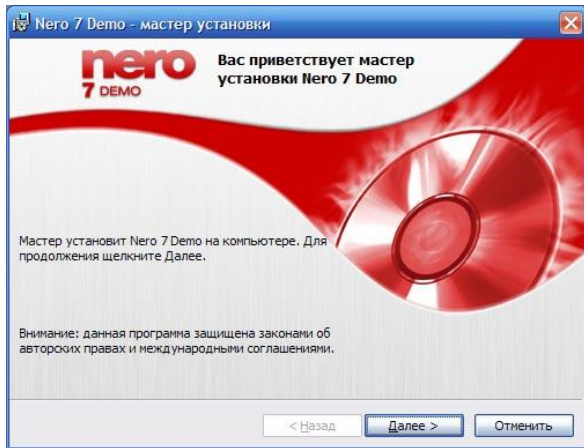 Nero 7 Demo - мастер установки
nero
7 DEMO
Вас приветствует мастер
установки Nero 7 Demo
Мастер установит Nero 7 Demo на компьютере. Для
продолжения щелкните Далее.
Внимание: данная программа защищена законами об
авторских правах и международными соглашениями.
< Назад
Далее >
Отменить